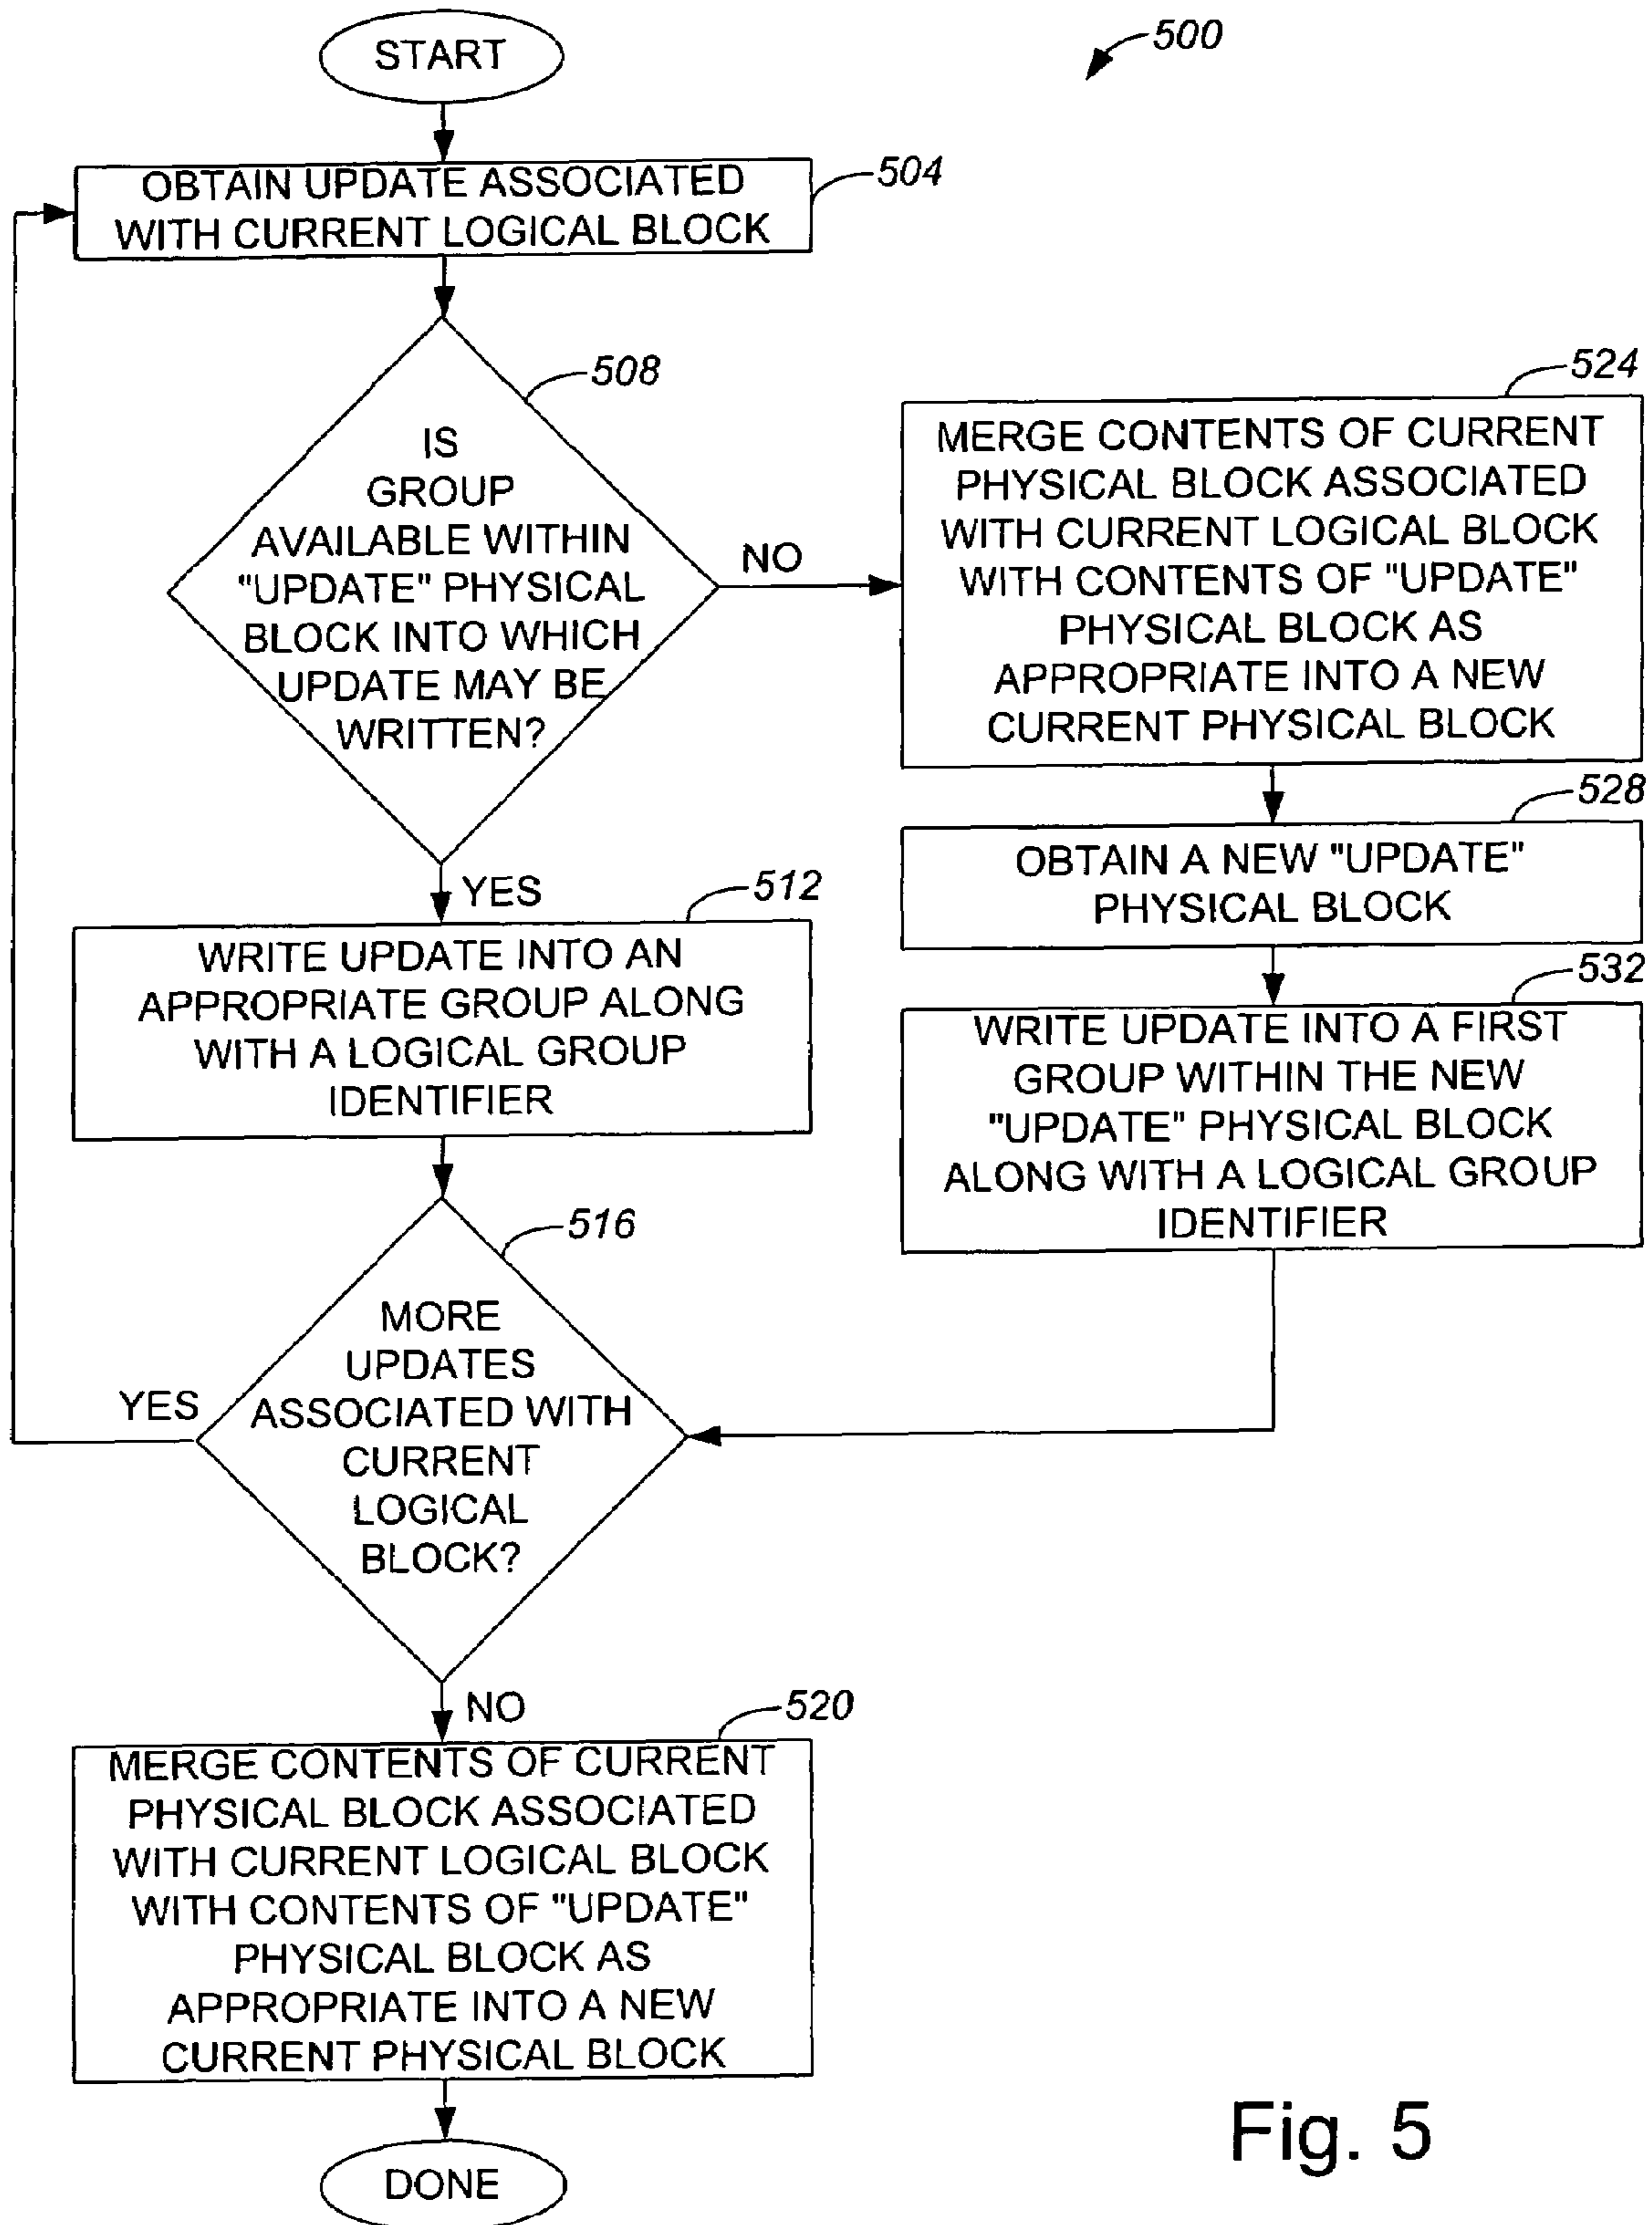 START
500
OBTAIN UPDATE ASSOCIATED
WITH CURRENT LOGICAL BLOCK
504
508
IS
GROUP
AVAILABLE WITHIN
"UPDATE" PHYSICAL
BLOCK INTO WHICH
UPDATE MAY BE
WRITTEN?
NO
524
MERGE CONTENTS OF CURRENT
PHYSICAL BLOCK ASSOCIATED
WITH CURRENT LOGICAL BLOCK
WITH CONTENTS OF "UPDATE"
PHYSICAL BLOCK AS
APPROPRIATE INTO A NEW
CURRENT PHYSICAL BLOCK
528
OBTAIN A NEW "UPDATE"
PHYSICAL BLOCK
532
WRITE UPDATE INTO A FIRST
GROUP WITHIN THE NEW
"UPDATE" PHYSICAL BLOCK
ALONG WITH A LOGICAL GROUP
IDENTIFIER
YES
512
WRITE UPDATE INTO AN
APPROPRIATE GROUP ALONG
WITH A LOGICAL GROUP
IDENTIFIER
516
MORE
UPDATES
ASSOCIATED WITH
CURRENT
LOGICAL
BLOCK?
YES
NO
520
MERGE CONTENTS OF CURRENT
PHYSICAL BLOCK ASSOCIATED
WITH CURRENT LOGICAL BLOCK
WITH CONTENTS OF "UPDATE"
PHYSICAL BLOCK AS
APPROPRIATE INTO A NEW
CURRENT PHYSICAL BLOCK
DONE
Fig. 5